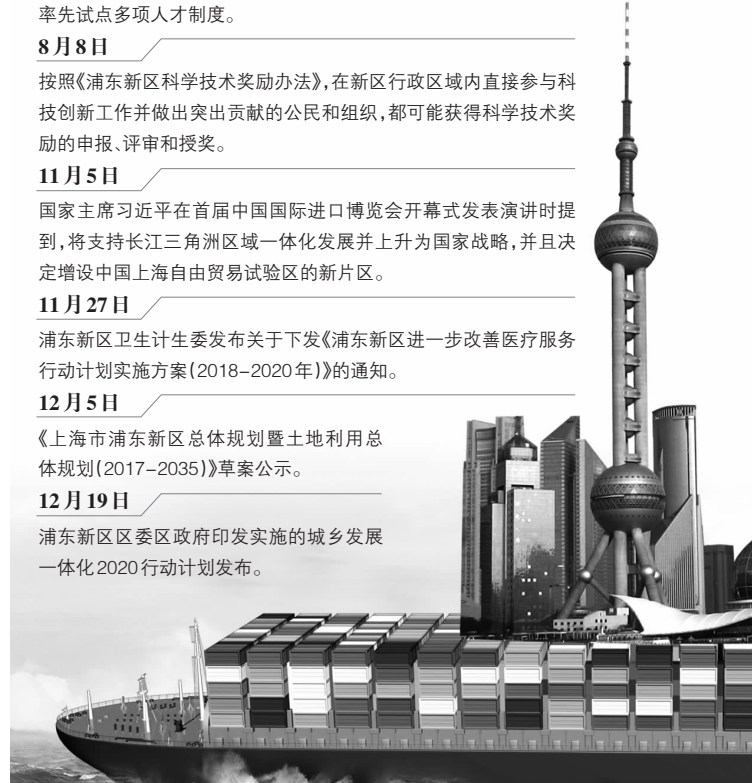 率先试点多项人才制度。
8月8日
按照《浦东新区科学技术奖励办法》,在新区行政区域内直接参与科
技创新工作并做出突出贡献的公民和组织,都可能获得科学技术奖
励的申报、评审和授奖。
11月5日
国家主席习近平在首届中国国际进口博览会开幕式发表演讲时提
到,将支持长江三角洲区域一体化发展并上升为国家战略,并且决
定增设中国上海自由贸易试验区的新片区。
11月27日
浦东新区卫生计生委发布关于下发《浦东新区进一步改善医疗服务
行动计划实施方案(2018-2020年)》的通知。
12月5日
《上海市浦东新区总体规划暨土地利用总
体规划(2017-2035)》草案公示。
12月19日
浦东新区区委区政府印发实施的城乡发展
一体化2020行动计划发布。